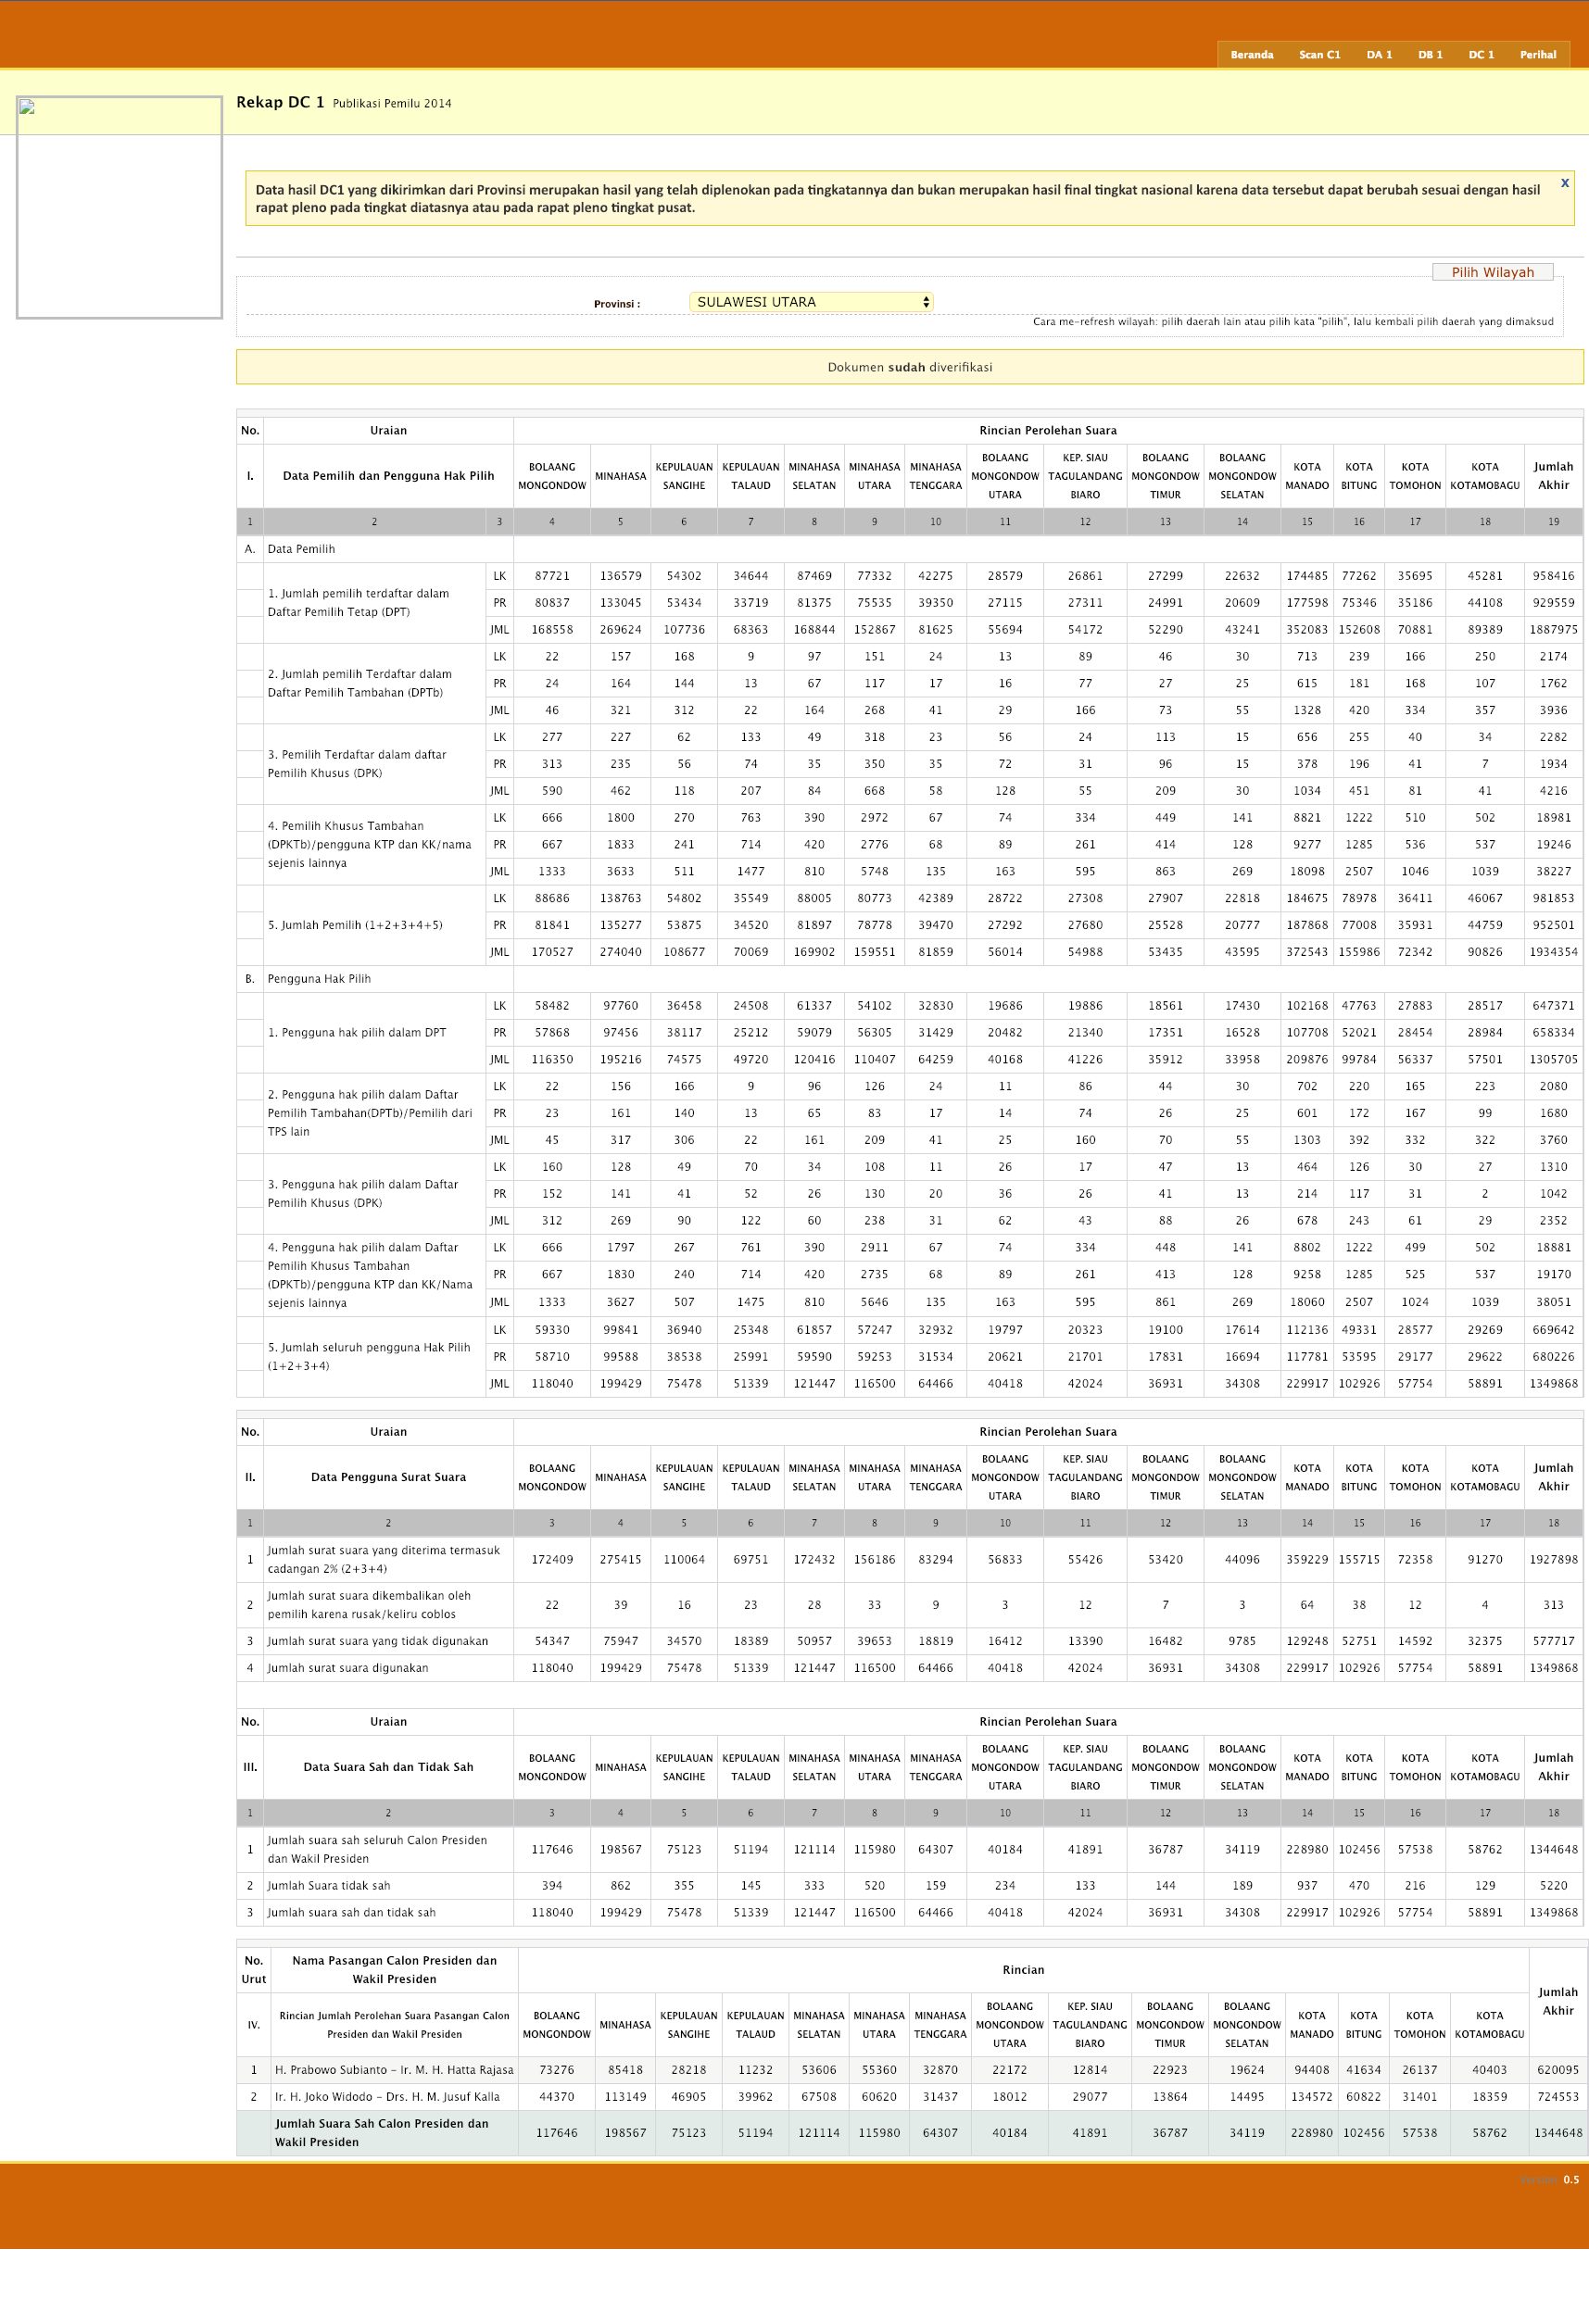 Beranda Scan C1 DA 1 DB 1 DC 1 Perihal
Rekap DC 1 Publikasi Pemilu 2014
Data hasil DC1 yang dikirimkan dari Provinsi merupakan hasil yang telah diplenokan pada tingkatannya dan bukan merupakan hasil final tingkat nasional karena data tersebut dapat berubah sesuai dengan hasil
rapat pleno pada tingkat diatasnya atau pada rapat pleno tingkat pusat.
x
Pilih Wilayah
Provinsi : SULAWESI UTARA
Cara me-refresh wilayah: pilih daerah lain atau pilih kata "pilih", lalu kembali pilih daerah yang dimaksud
Dokumen sudah diverifikasi
No. Uraian Rincian Perolehan Suara
I. Data Pemilih dan Pengguna Hak Pilih BOLAANG MONGONDOW MINAHASA KEPULAUAN SANGIHE KEPULAUAN TALAUD MINAHASA SELATAN MINAHASA UTARA MINAHASA TENGGARA BOLAANG MONGONDOW UTARA KEP. SIAU TAGULANDANG BIARO BOLAANG MONGONDOW TIMUR BOLAANG MONGONDOW SELATAN KOTA MANADO KOTA BITUNG KOTA TOMOHON KOTA KOTAMOBAGU Jumlah Akhir
1 2 3 4 5 6 7 8 9 10 11 12 13 14 15 16 17 18 19
A. Data Pemilih
1. Jumlah pemilih terdaftar dalam Daftar Pemilih Tetap (DPT)
LK 87721 136579 54302 34644 87469 77332 42275 28579 26861 27299 22632 174485 77262 35695 45281 958416
PR 80837 133045 53434 33719 81375 75535 39350 27115 27311 24991 20609 177598 75346 35186 44108 929559
JML 168558 269624 107736 68363 168844 152867 81625 55694 54172 52290 43241 352083 152608 70881 89389 1887975
2. Jumlah pemilih Terdaftar dalam Daftar Pemilih Tambahan (DPTb)
LK 22 157 168 9 97 151 24 13 89 46 30 713 239 166 250 2174
PR 24 164 144 13 67 117 17 16 77 27 25 615 181 168 107 1762
JML 46 321 312 22 164 268 41 29 166 73 55 1328 420 334 357 3936
3. Pemilih Terdaftar dalam daftar Pemilih Khusus (DPK)
LK 277 227 62 133 49 318 23 56 24 113 15 656 255 40 34 2282
PR 313 235 56 74 35 350 35 72 31 96 15 378 196 41 7 1934
JML 590 462 118 207 84 668 58 128 55 209 30 1034 451 81 41 4216
4. Pemilih Khusus Tambahan (DPKTb)/pengguna KTP dan KK/nama sejenis lainnya
LK 666 1800 270 763 390 2972 67 74 334 449 141 8821 1222 510 502 18981
PR 667 1833 241 714 420 2776 68 89 261 414 128 9277 1285 536 537 19246
JML 1333 3633 511 1477 810 5748 135 163 595 863 269 18098 2507 1046 1039 38227
5. Jumlah Pemilih (1+2+3+4+5)
LK 88686 138763 54802 35549 88005 80773 42389 28722 27308 27907 22818 184675 78978 36411 46067 981853
PR 81841 135277 53875 34520 81897 78778 39470 27292 27680 25528 20777 187868 77008 35931 44759 952501
JML 170527 274040 108677 70069 169902 159551 81859 56014 54988 53435 43595 372543 155986 72342 90826 1934354
B. Pengguna Hak Pilih
1. Pengguna hak pilih dalam DPT
LK 58482 97760 36458 24508 61337 54102 32830 19686 19886 18561 17430 102168 47763 27883 28517 647371
PR 57868 97456 38117 25212 59079 56305 31429 20482 21340 17351 16528 107708 52021 28454 28984 658334
JML 116350 195216 74575 49720 120416 110407 64259 40168 41226 35912 33958 209876 99784 56337 57501 1305705
2. Pengguna hak pilih dalam Daftar Pemilih Tambahan(DPTb)/Pemilih dari TPS lain
LK 22 156 166 9 96 126 24 11 86 44 30 702 220 165 223 2080
PR 23 161 140 13 65 83 17 14 74 26 25 601 172 167 99 1680
JML 45 317 306 22 161 209 41 25 160 70 55 1303 392 332 322 3760
3. Pengguna hak pilih dalam Daftar Pemilih Khusus (DPK)
LK 160 128 49 70 34 108 11 26 17 47 13 464 126 30 27 1310
PR 152 141 41 52 26 130 20 36 26 41 13 214 117 31 2 1042
JML 312 269 90 122 60 238 31 62 43 88 26 678 243 61 29 2352
4. Pengguna hak pilih dalam Daftar Pemilih Khusus Tambahan (DPKTb)/pengguna KTP dan KK/Nama sejenis lainnya
LK 666 1797 267 761 390 2911 67 74 334 448 141 8802 1222 499 502 18881
PR 667 1830 240 714 420 2735 68 89 261 413 128 9258 1285 525 537 19170
JML 1333 3627 507 1475 810 5646 135 163 595 861 269 18060 2507 1024 1039 38051
5. Jumlah seluruh pengguna Hak Pilih (1+2+3+4)
LK 59330 99841 36940 25348 61857 57247 32932 19797 20323 19100 17614 112136 49331 28577 29269 669642
PR 58710 99588 38538 25991 59590 59253 31534 20621 21701 17831 16694 117781 53595 29177 29622 680226
JML 118040 199429 75478 51339 121447 116500 64466 40418 42024 36931 34308 229917 102926 57754 58891 1349868
No. Uraian Rincian Perolehan Suara
II. Data Pengguna Surat Suara BOLAANG MONGONDOW MINAHASA KEPULAUAN SANGIHE KEPULAUAN TALAUD MINAHASA SELATAN MINAHASA UTARA MINAHASA TENGGARA BOLAANG MONGONDOW UTARA KEP. SIAU TAGULANDANG BIARO BOLAANG MONGONDOW TIMUR BOLAANG MONGONDOW SELATAN KOTA MANADO KOTA BITUNG KOTA TOMOHON KOTA KOTAMOBAGU Jumlah Akhir
1 2 3 4 5 6 7 8 9 10 11 12 13 14 15 16 17 18
1 Jumlah surat suara yang diterima termasuk cadangan 2% (2+3+4) 172409 275415 110064 69751 172432 156186 83294 56833 55426 53420 44096 359229 155715 72358 91270 1927898
2 Jumlah surat suara dikembalikan oleh pemilih karena rusak/keliru coblos 22 39 16 23 28 33 9 3 12 7 3 64 38 12 4 313
3 Jumlah surat suara yang tidak digunakan 54347 75947 34570 18389 50957 39653 18819 16412 13390 16482 9785 129248 52751 14592 32375 577717
4 Jumlah surat suara digunakan 118040 199429 75478 51339 121447 116500 64466 40418 42024 36931 34308 229917 102926 57754 58891 1349868
No. Uraian Rincian Perolehan Suara
III. Data Suara Sah dan Tidak Sah BOLAANG MONGONDOW MINAHASA KEPULAUAN SANGIHE KEPULAUAN TALAUD MINAHASA SELATAN MINAHASA UTARA MINAHASA TENGGARA BOLAANG MONGONDOW UTARA KEP. SIAU TAGULANDANG BIARO BOLAANG MONGONDOW TIMUR BOLAANG MONGONDOW SELATAN KOTA MANADO KOTA BITUNG KOTA TOMOHON KOTA KOTAMOBAGU Jumlah Akhir
1 2 3 4 5 6 7 8 9 10 11 12 13 14 15 16 17 18
1 Jumlah suara sah seluruh Calon Presiden dan Wakil Presiden 117646 198567 75123 51194 121114 115980 64307 40184 41891 36787 34119 228980 102456 57538 58762 1344648
2 Jumlah Suara tidak sah 394 862 355 145 333 520 159 234 133 144 189 937 470 216 129 5220
3 Jumlah suara sah dan tidak sah 118040 199429 75478 51339 121447 116500 64466 40418 42024 36931 34308 229917 102926 57754 58891 1349868
No. Urut Nama Pasangan Calon Presiden dan Wakil Presiden Rincian Jumlah Akhir
IV. Rincian Jumlah Perolehan Suara Pasangan Calon Presiden dan Wakil Presiden BOLAANG MONGONDOW MINAHASA KEPULAUAN SANGIHE KEPULAUAN TALAUD MINAHASA SELATAN MINAHASA UTARA MINAHASA TENGGARA BOLAANG MONGONDOW UTARA KEP. SIAU TAGULANDANG BIARO BOLAANG MONGONDOW TIMUR BOLAANG MONGONDOW SELATAN KOTA MANADO KOTA BITUNG KOTA TOMOHON KOTA KOTAMOBAGU
1 H. Prabowo Subianto - Ir. M. H. Hatta Rajasa 73276 85418 28218 11232 53606 55360 32870 22172 12814 22923 19624 94408 41634 26137 40403 620095
2 Ir. H. Joko Widodo - Drs. H. M. Jusuf Kalla 44370 113149 46905 39962 67508 60620 31437 18012 29077 13864 14495 134572 60822 31401 18359 724553
Jumlah Suara Sah Calon Presiden dan Wakil Presiden 117646 198567 75123 51194 121114 115980 64307 40184 41891 36787 34119 228980 102456 57538 58762 1344648
0.5